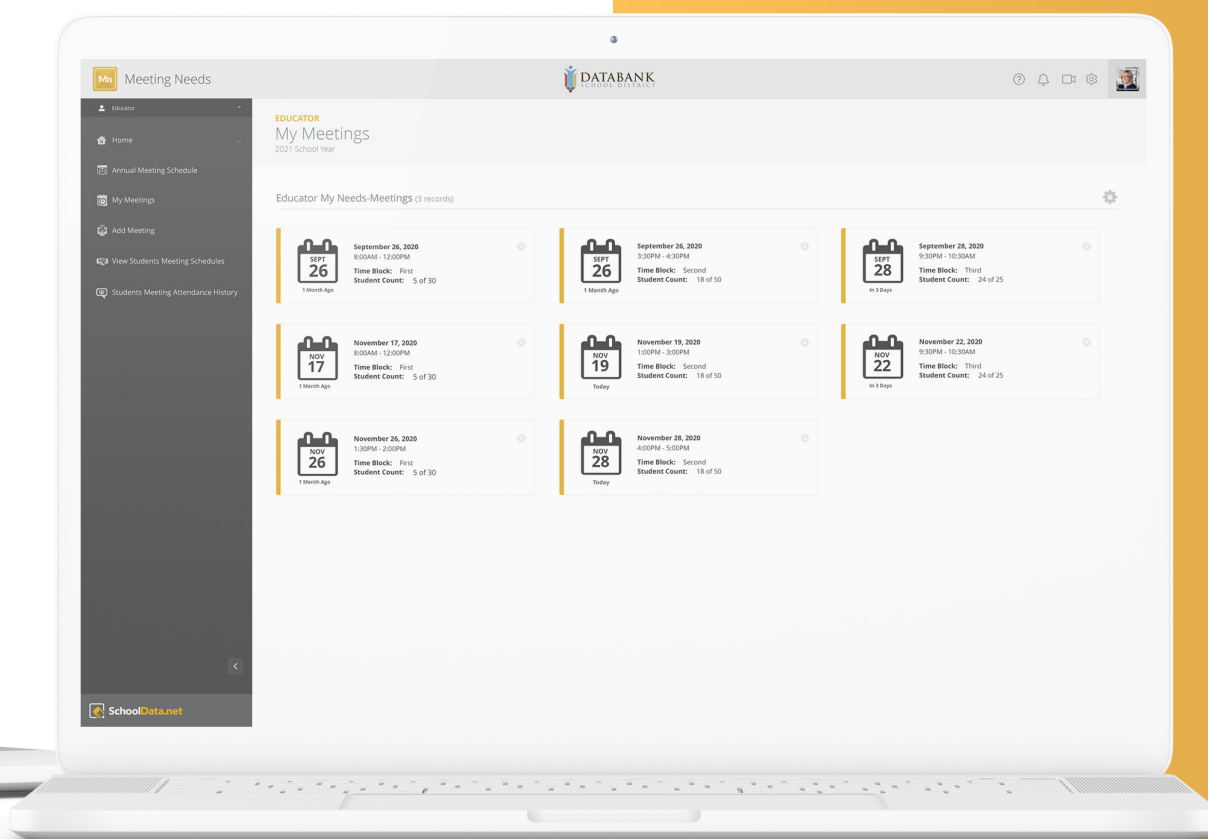 Mn Meeting Needs
DATABANK
SCHOOL DISTRICT
Educator
Home
Annual Meeting Schedule
My Meetings
Add Meeting
View Students Meeting Schedules
Students Meeting Attendance History
SchoolData.net
EDUCATOR
My Meetings
2021 School Year
Educator My Needs-Meetings (3 records)
SEPT
26
1 Month Ago
September 26, 2020
8:00AM - 12:00PM
Time Block: First
Student Count: 5 of 30
SEPT
26
1 Month Ago
September 26, 2020
3:30PM - 4:30PM
Time Block: Second
Student Count: 18 of 50
SEPT
28
In 3 Days
September 28, 2020
9:30PM - 10:30AM
Time Block: Third
Student Count: 24 of 25
NOV
17
1 Month Ago
November 17, 2020
8:00AM - 12:00PM
Time Block: First
Student Count: 5 of 30
NOV
19
Today
November 19, 2020
1:00PM - 3:00PM
Time Block: Second
Student Count: 18 of 50
NOV
22
In 3 Days
November 22, 2020
9:30PM - 10:30AM
Time Block: Third
Student Count: 24 of 25
NOV
26
1 Month Ago
November 26, 2020
1:30PM - 2:00PM
Time Block: First
Student Count: 5 of 30
NOV
28
Today
November 28, 2020
4:00PM - 5:00PM
Time Block: Second
Student Count: 18 of 50